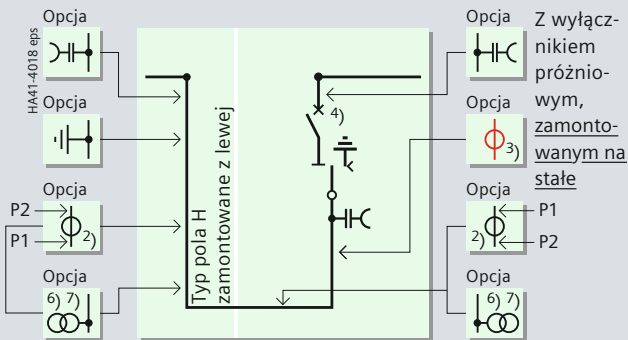 Opcja
HA41-4018 eps
Opcja
Opcja
P2
P1
2)
Opcja
6) 7)
Typ pola H
zamontowane z lewej
4)
Opcja
Opcja
3)
Opcja
P1
2)
P2
Opcja
6) 7)
Z wyłącz-
nikiem
próżnio-
wym,
zamonto-
wanym na
stałe